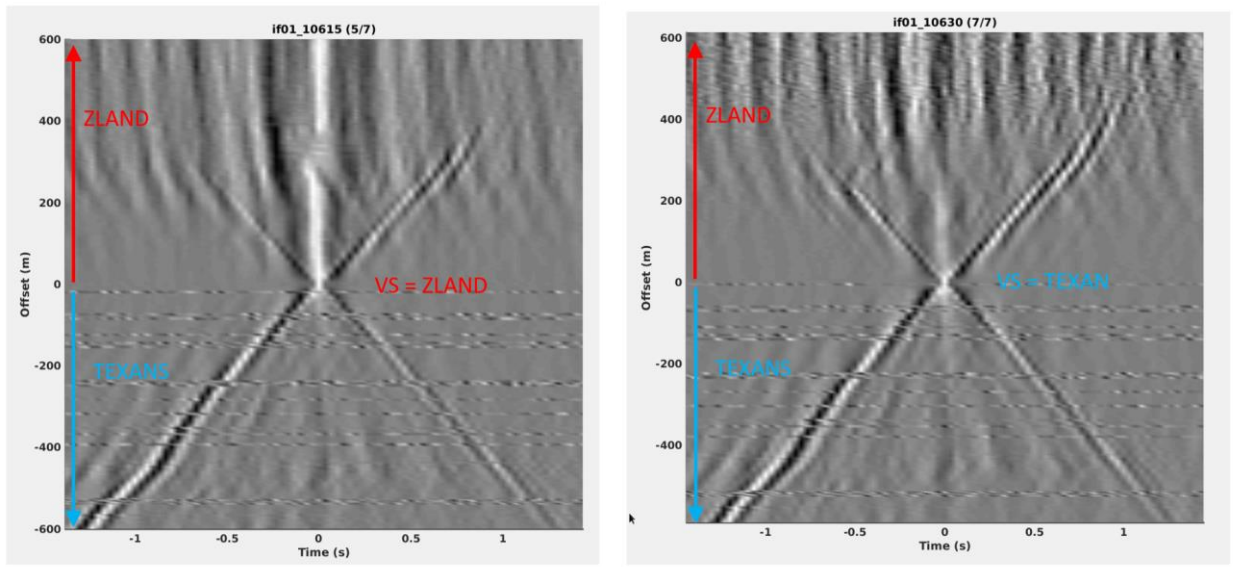 if01_10615 (5/7)
600
ZLAND
400
200
Offset (m)
0
VS = ZLAND
-200
TEXANS
-400
-600
-1
-0.5
0
0.5
1
Time (s)
if01_10630 (7/7)
600
ZLAND
400
200
Offset (m)
0
VS = TEXAN
-200
TEXANS
-400
-1
-0.5
0
0.5
1
Time (s)